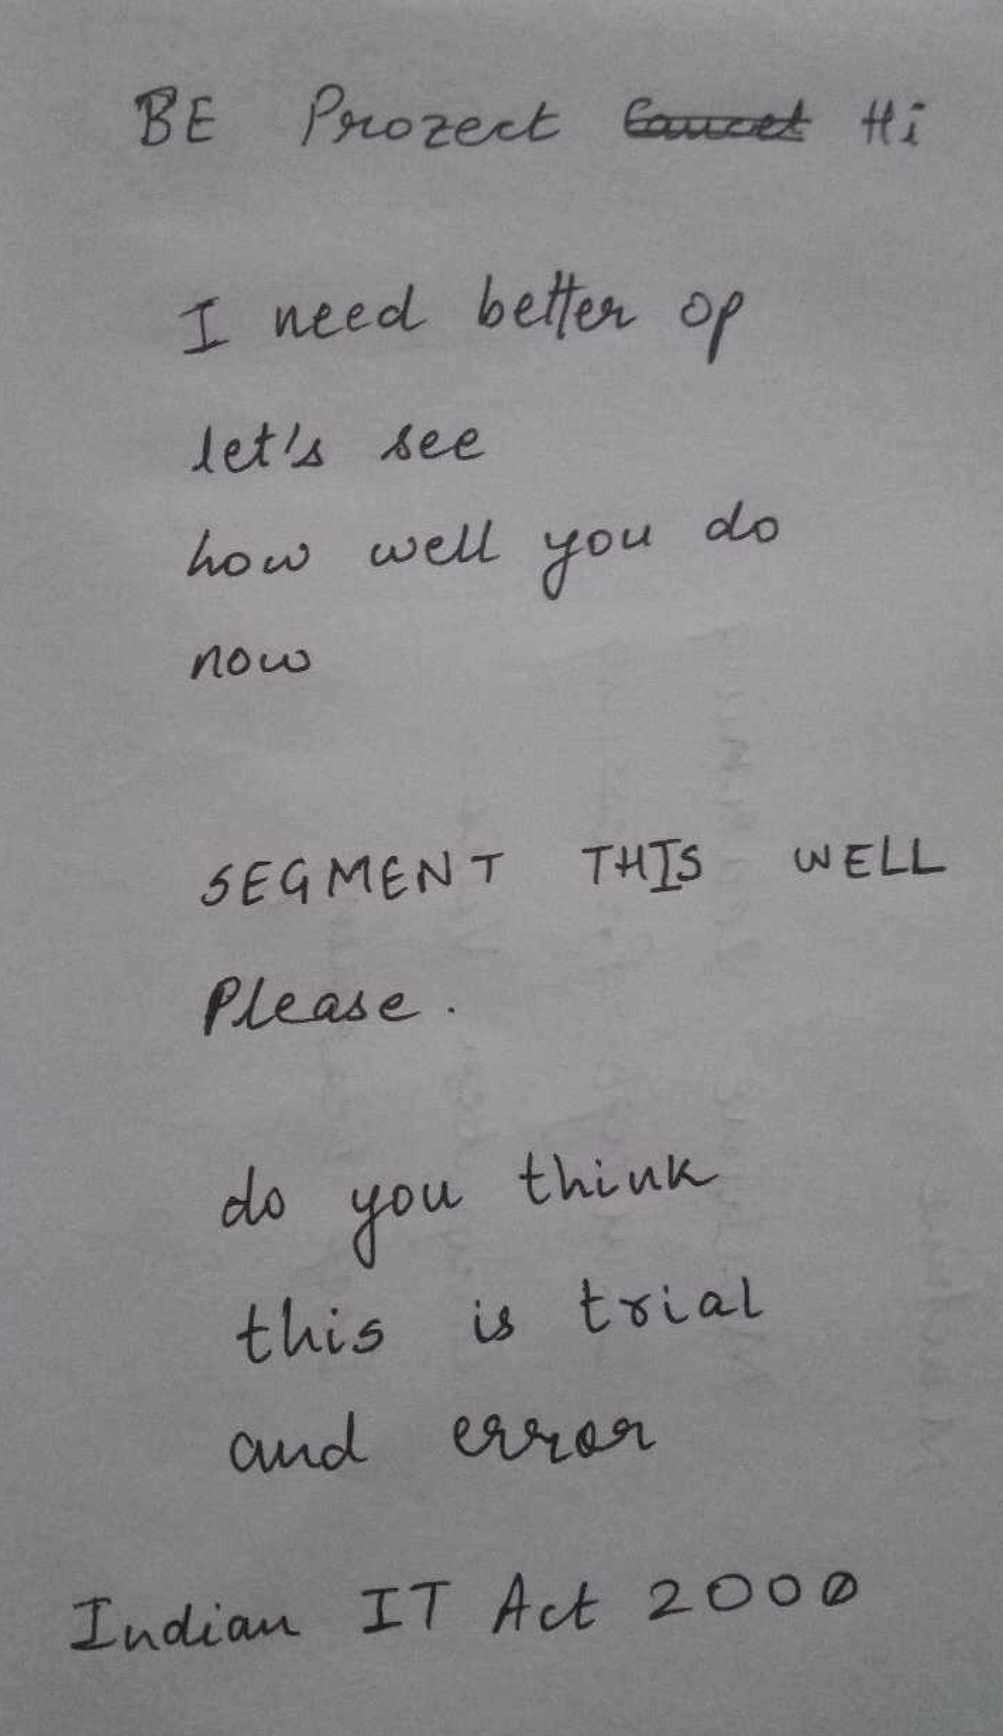 BE Prozect Hi
I need better op
let's see
how well you do
now
SEGMENT THIS WELL
Please.
do you think
this is trial
and error
Indian IT Act 2000